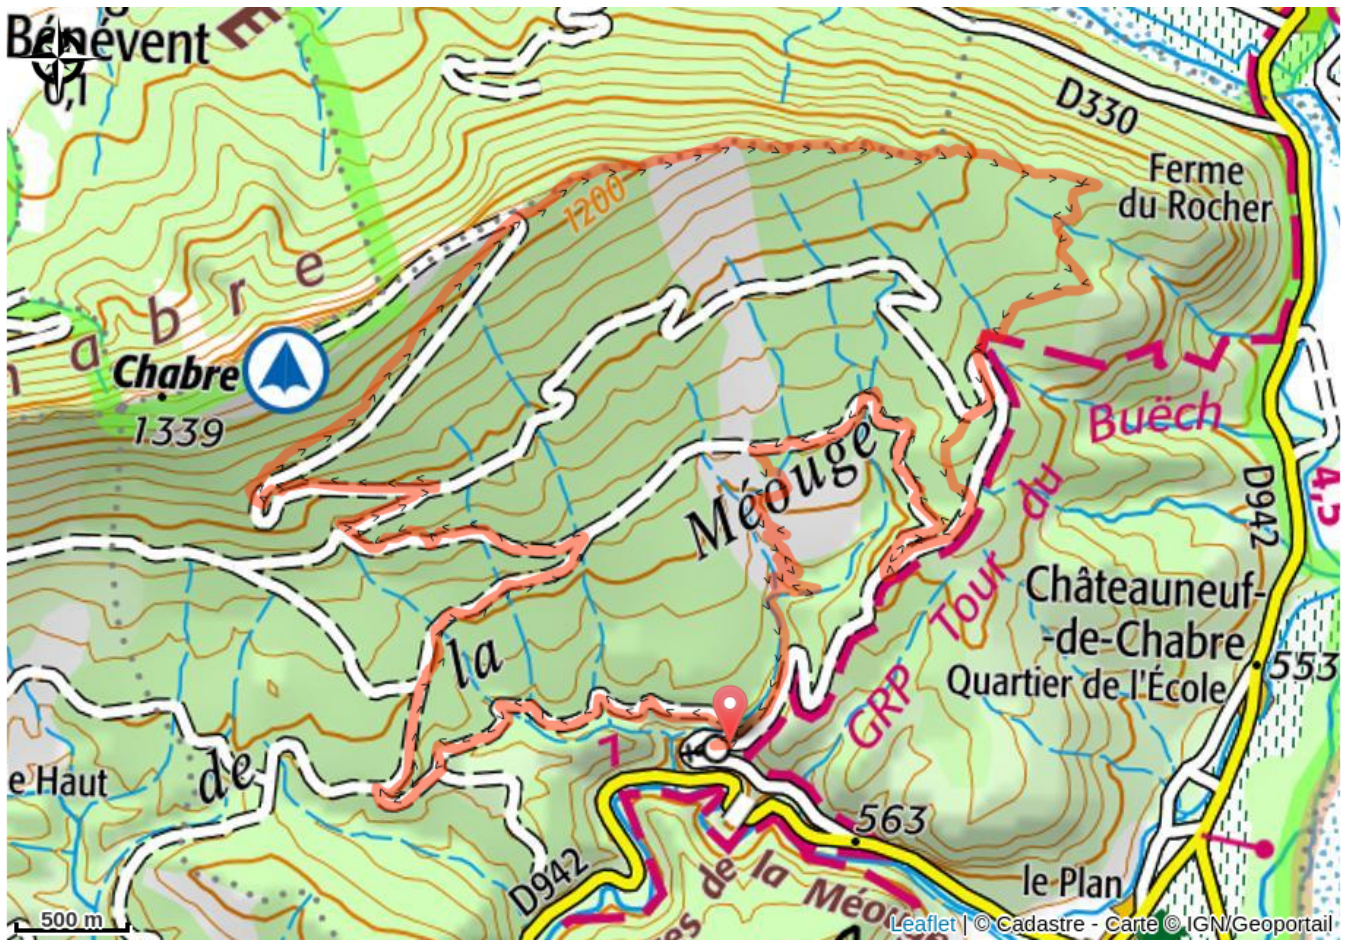 Bénévent
0,1
D330
Ferme
du Rocher
1200
a b r e
Chabre
1339
Buëch
Méouge
du
D942
4,5
Tour
Châteauneuf-
-de-Chabre
Quartier de l'École
553
la
GRP
7
de
e Haut
563
D942
de la Méouge
le Plan
500 m
Leaflet | © Cadastre - Carte © IGN/Geoportail